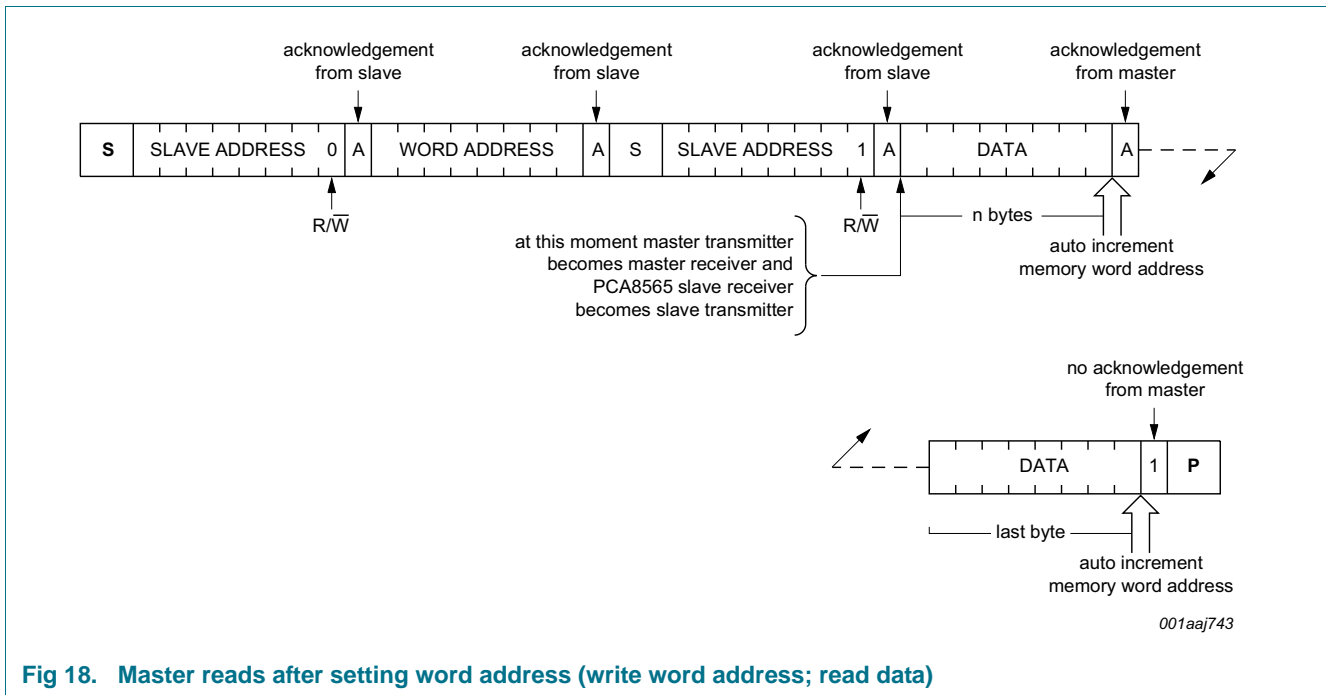 acknowledgement
from slave
acknowledgement
from slave
acknowledgement
from slave
acknowledgement
from master
S SLAVE ADDRESS 0 A WORD ADDRESS A S SLAVE ADDRESS 1 A DATA A
R/W̅
R/W̅
n bytes
at this moment master transmitter
becomes master receiver and
PCA8565 slave receiver
becomes slave transmitter
auto increment
memory word address
no acknowledgement
from master
DATA 1 P
last byte
auto increment
memory word address
001aaj743
Fig 18. Master reads after setting word address (write word address; read data)